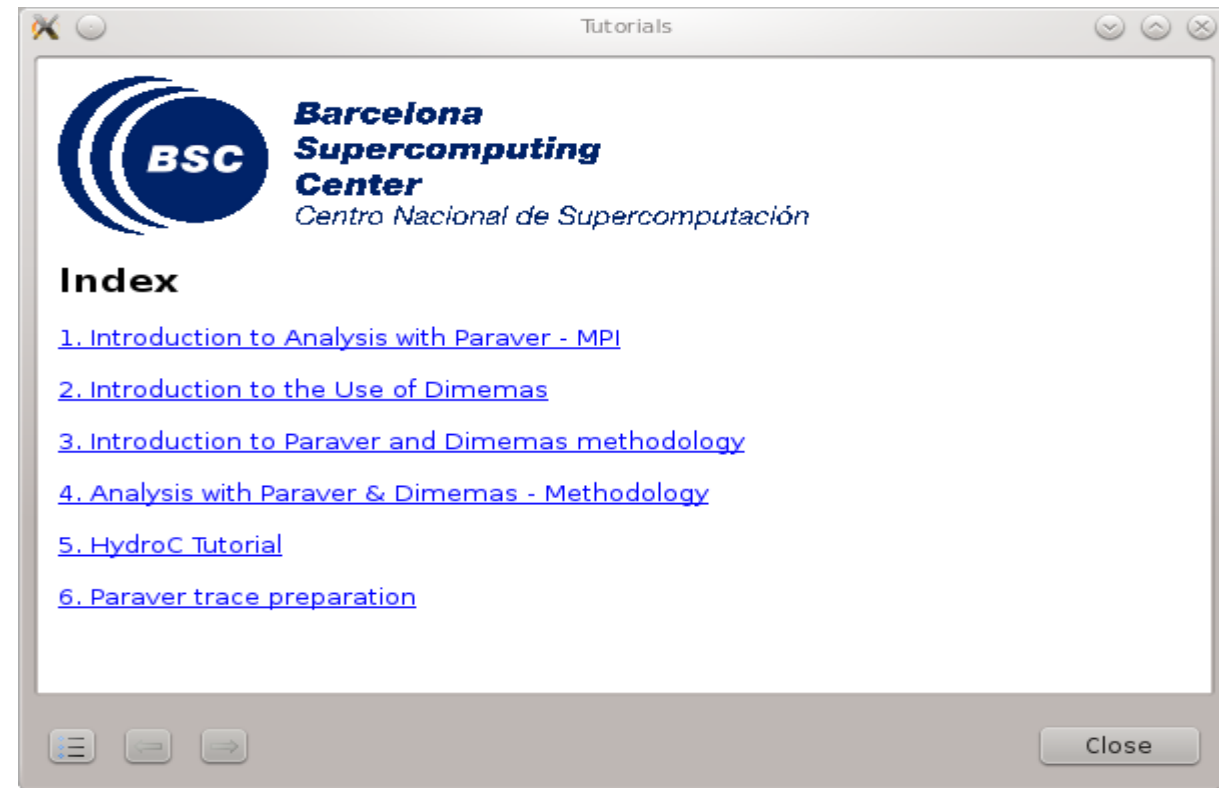 Tutorials
BSC
Barcelona
Supercomputing
Center
Centro Nacional de Supercomputación
Index
1. Introduction to Analysis with Paraver - MPI
2. Introduction to the Use of Dimemas
3. Introduction to Paraver and Dimemas methodology
4. Analysis with Paraver & Dimemas - Methodology
5. HydroC Tutorial
6. Paraver trace preparation
Close